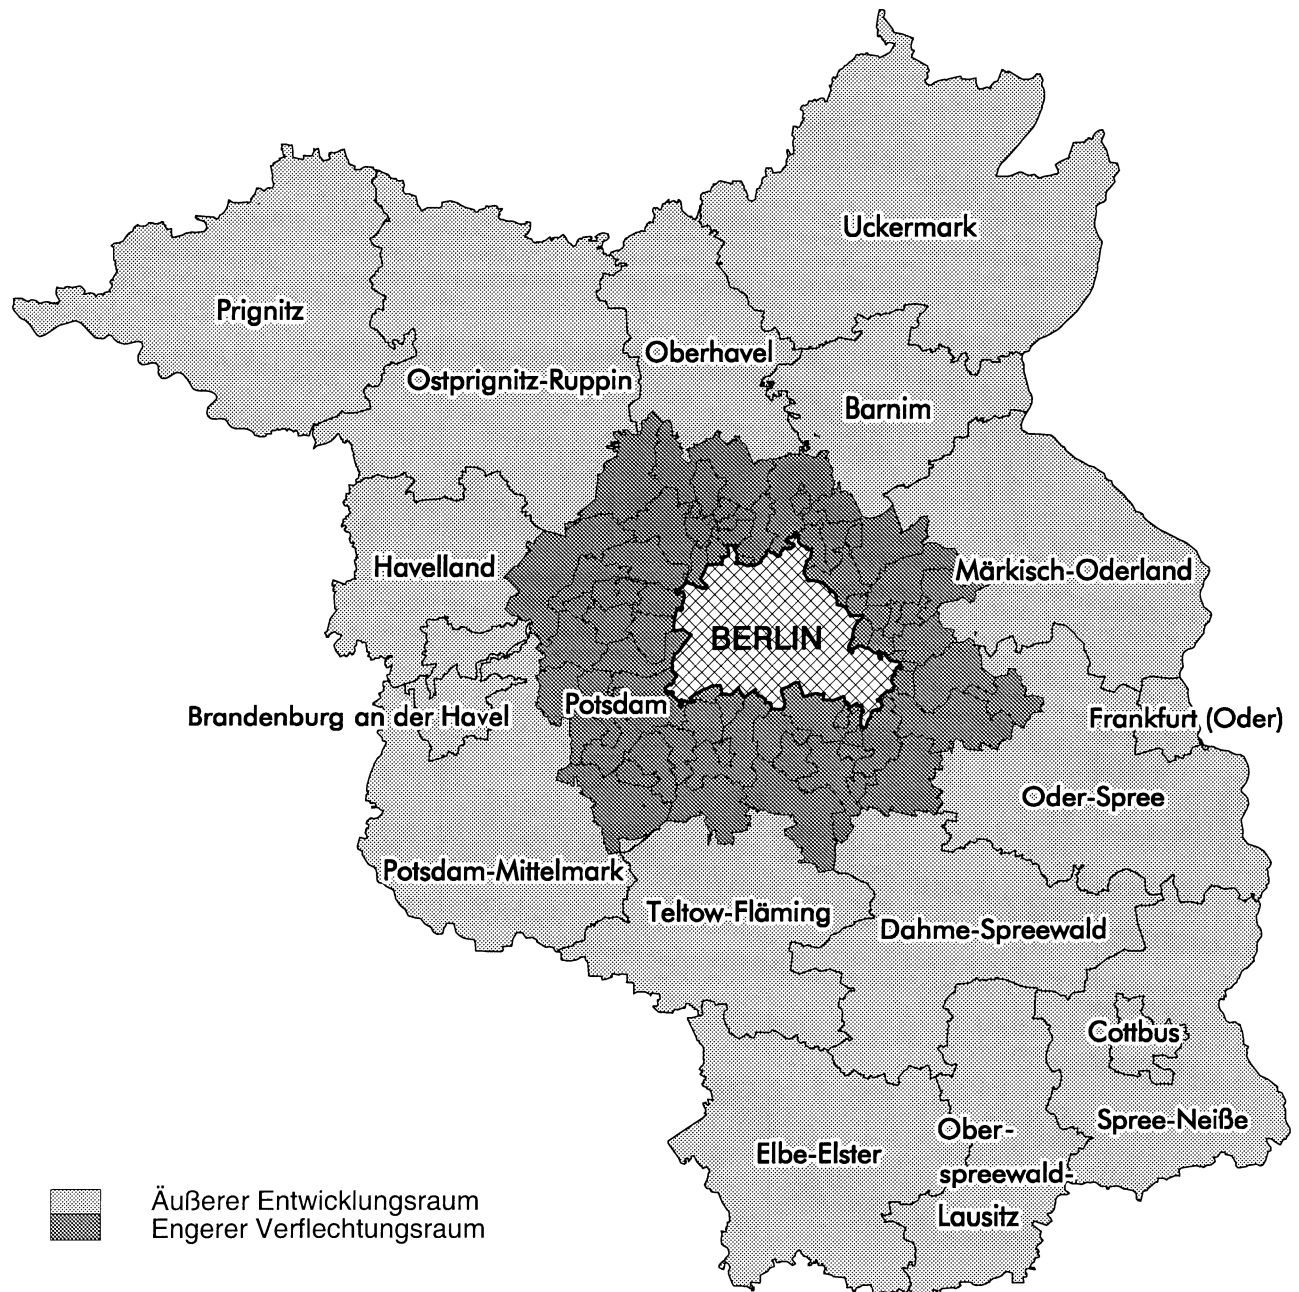 Uckermark
Prignitz
Oberhavel
Ostprignitz-Ruppin
Barnim
Havelland
Märkisch-Oderland
BERLIN
Potsdam
Brandenburg an der Havel
Frankfurt (Oder)
Oder-Spree
Potsdam-Mittelmark
Teltow-Fläming
Dahme-Spreewald
Cottbus
Spree-Neiße
Ober-
spreewald-
Lausitz
Elbe-Elster
Äußerer Entwicklungsraum
Engerer Verflechtungsraum